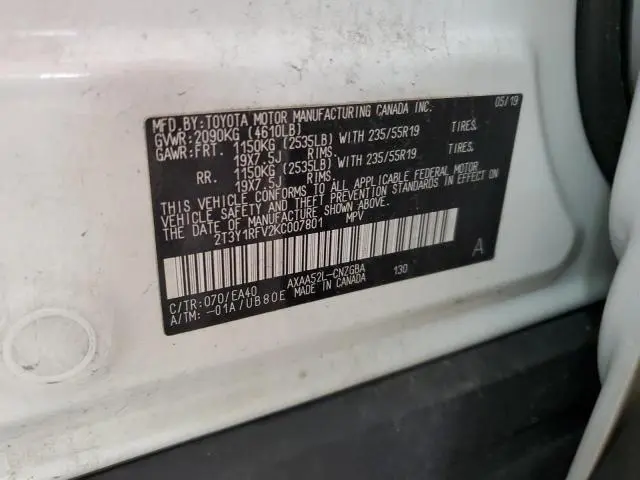 MFD.BY: TOYOTA MOTOR MANUFACTURING CANADA INC. 05/19
GVWR: 2090KG (4610LB)
GAWR: FRT. 1150KG (2535LB) WITH 235/55R19 TIRES.
19X7.5J RIMS.
RR. 1150KG (2535LB) WITH 235/55R19 TIRES.
19X7.5J RIMS.
THIS VEHICLE CONFORMS TO ALL APPLICABLE FEDERAL MOTOR
VEHICLE SAFETY AND THEFT PREVENTION STANDARDS IN EFFECT ON
THE DATE OF MANUFACTURE SHOWN ABOVE.
2T3Y1RFV2KC007801 MPV
A
AXAA52L-CNZGBA 130
C/TR: 070/EA40 MADE IN CANADA
A/TM: -01A/UB80E